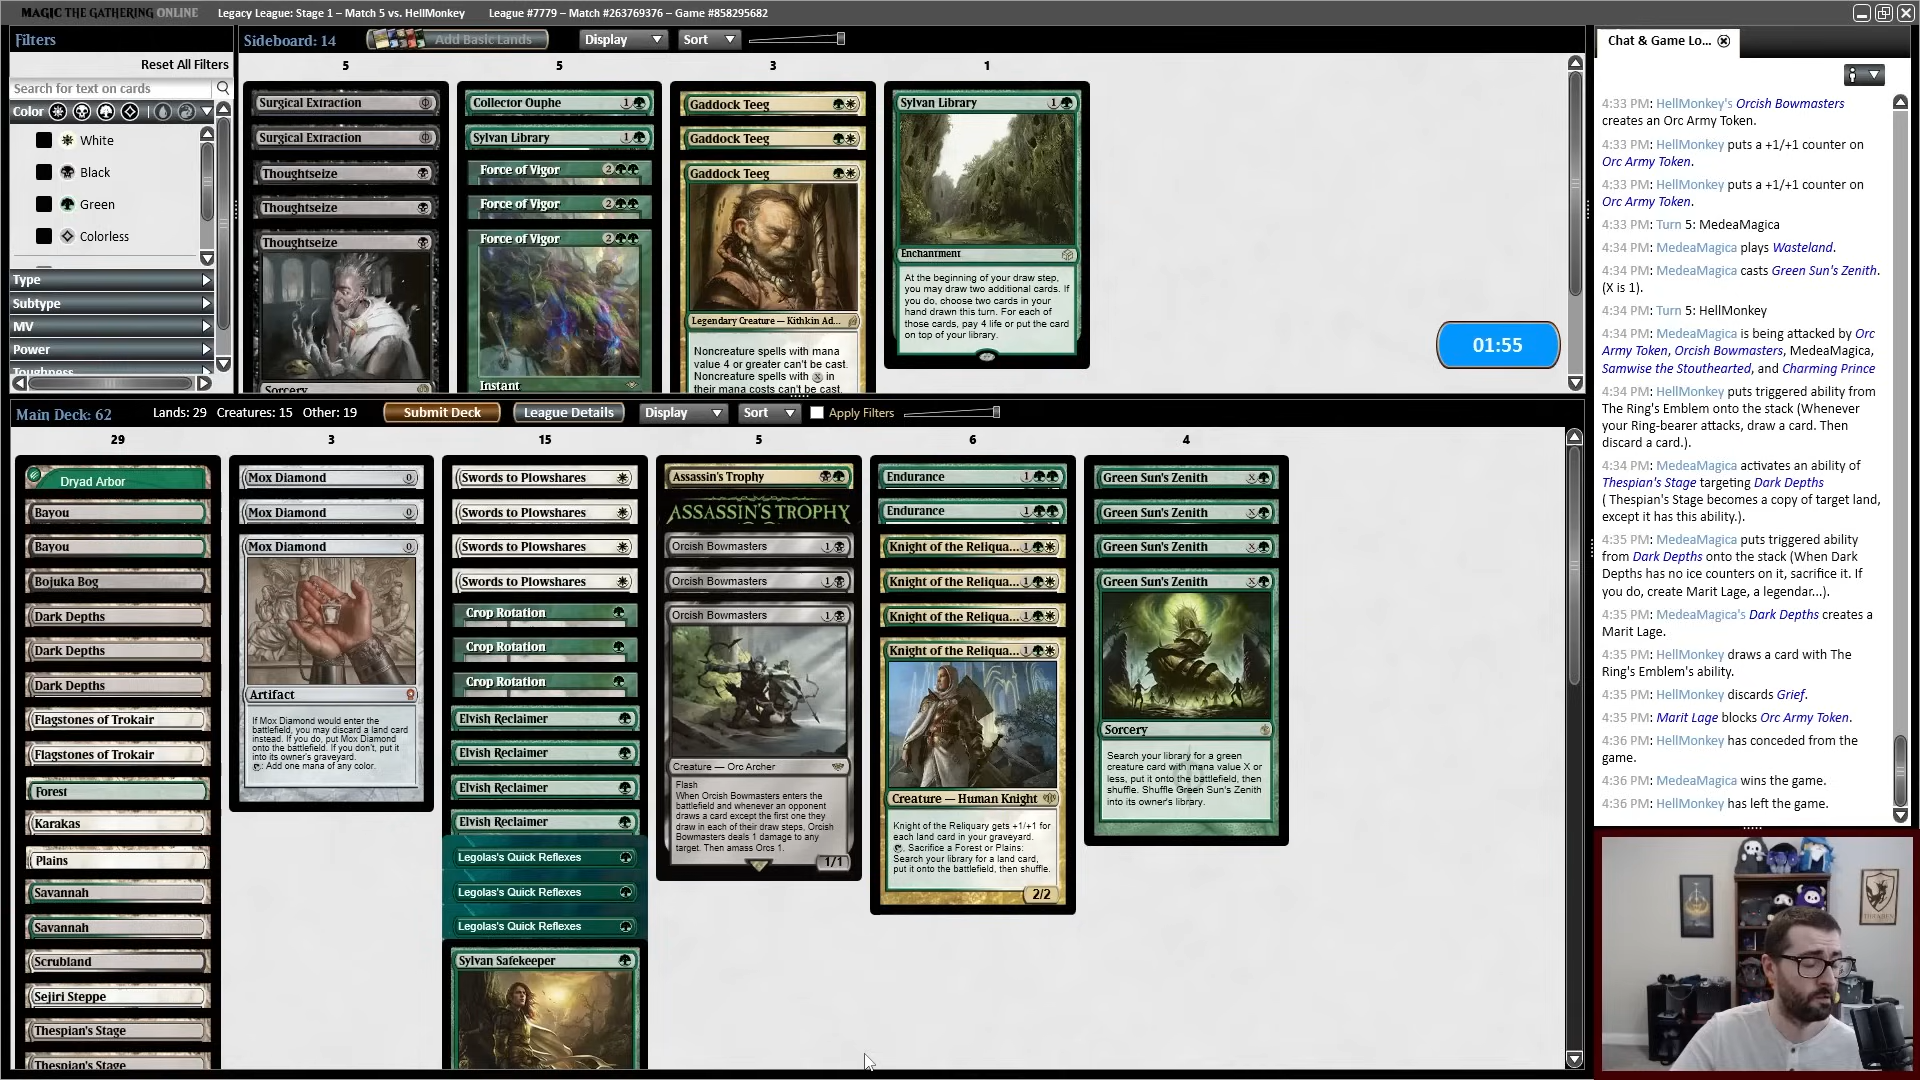 MAGIC THE GATHERING ONLINE
Legacy League: Stage 1 – Match 5 vs. HellMonkey
League #7779 – Match #263769376 – Game #858295682
Filters
Reset All Filters
Search for text on cards
Color
White
Black
Green
Colorless
Type
Subtype
MV
Power
Toughness
Sideboard: 14
Add Basic Lands
Display
Sort
5
5
3
1
Surgical Extraction
Surgical Extraction
Thoughtseize
Thoughtseize
Thoughtseize
Sorcery
Collector Ouphe 1
Sylvan Library 1
Force of Vigor 2
Force of Vigor 2
Force of Vigor 2
Instant
Gaddock Teeg
Gaddock Teeg
Gaddock Teeg
Legendary Creature — Kithkin Ad...
Noncreature spells with mana
value 4 or greater can't be cast.
Noncreature spells with X in
their mana costs can't be cast.
Sylvan Library 1
Enchantment
At the beginning of your draw step,
you may draw two additional cards. If
you do, choose two cards in your
hand drawn this turn. For each of
those cards, pay 4 life or put the card
on top of your library.
01:55
Main Deck: 62
Lands: 29 Creatures: 15 Other: 19
Submit Deck
League Details
Display
Sort
Apply Filters
29
3
15
5
6
4
Dryad Arbor
Bayou
Bayou
Bojuka Bog
Dark Depths
Dark Depths
Dark Depths
Flagstones of Trokair
Flagstones of Trokair
Forest
Karakas
Plains
Savannah
Savannah
Scrubland
Sejiri Steppe
Thespian's Stage
Thespian's Stage
Mox Diamond 0
Mox Diamond 0
Mox Diamond 0
Artifact
If Mox Diamond would enter the
battlefield, you may discard a land card
instead. If you do, put Mox Diamond
onto the battlefield. If you don't, put it
into its owner's graveyard.
: Add one mana of any color.
Swords to Plowshares
Swords to Plowshares
Swords to Plowshares
Swords to Plowshares
Crop Rotation
Crop Rotation
Crop Rotation
Elvish Reclaimer
Elvish Reclaimer
Elvish Reclaimer
Elvish Reclaimer
Legolas's Quick Reflexes
Legolas's Quick Reflexes
Legolas's Quick Reflexes
Sylvan Safekeeper
Assassin's Trophy
ASSASSIN'S TROPHY
Orcish Bowmasters 1
Orcish Bowmasters 1
Orcish Bowmasters 1
Creature — Orc Archer
Flash
When Orcish Bowmasters enters the
battlefield and whenever an opponent
draws a card except the first one they
draw in each of their draw steps, Orcish
Bowmasters deals 1 damage to any
target. Then amass Orcs 1.
1/1
Endurance 1
Endurance 1
Knight of the Reliqua... 1
Knight of the Reliqua... 1
Knight of the Reliqua... 1
Knight of the Reliqua... 1
Creature — Human Knight
Knight of the Reliquary gets +1/+1 for
each land card in your graveyard.
, Sacrifice a Forest or Plains:
Search your library for a land card,
put it onto the battlefield, then shuffle.
2/2
Green Sun's Zenith X
Green Sun's Zenith X
Green Sun's Zenith X
Green Sun's Zenith X
Sorcery
Search your library for a green
creature card with mana value X or
less, put it onto the battlefield, then
shuffle. Shuffle Green Sun's Zenith
into its owner's library.
Chat & Game Lo...
4:33 PM: HellMonkey's Orcish Bowmasters
creates an Orc Army Token.
4:33 PM: HellMonkey puts a +1/+1 counter on
Orc Army Token.
4:33 PM: HellMonkey puts a +1/+1 counter on
Orc Army Token.
4:33 PM: Turn 5: MedeaMagica
4:34 PM: MedeaMagica plays Wasteland.
4:34 PM: MedeaMagica casts Green Sun's Zenith.
(X is 1).
4:34 PM: Turn 5: HellMonkey
4:34 PM: MedeaMagica is being attacked by Orc
Army Token, Orcish Bowmasters, MedeaMagica,
Samwise the Stouthearted, and Charming Prince
4:34 PM: HellMonkey puts triggered ability from
The Ring's Emblem onto the stack (Whenever
your Ring-bearer attacks, draw a card. Then
discard a card.).
4:34 PM: MedeaMagica activates an ability of
Thespian's Stage targeting Dark Depths
( Thespian's Stage becomes a copy of target land,
except it has this ability.).
4:35 PM: MedeaMagica puts triggered ability
from Dark Depths onto the stack (When Dark
Depths has no ice counters on it, sacrifice it. If
you do, create Marit Lage, a legendar...).
4:35 PM: MedeaMagica's Dark Depths creates a
Marit Lage.
4:35 PM: HellMonkey draws a card with The
Ring's Emblem's ability.
4:35 PM: HellMonkey discards Grief.
4:35 PM: Marit Lage blocks Orc Army Token.
4:36 PM: HellMonkey has conceded from the
game.
4:36 PM: MedeaMagica wins the game.
4:36 PM: HellMonkey has left the game.